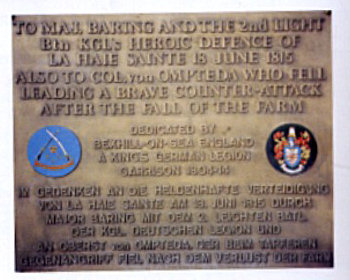 TO MAJ. BARING AND THE 2nd LIGHT
Btn KGL's HEROIC DEFENCE OF
LA HAIE SAINTE 18 JUNE 1815
ALSO TO COL. von OMPTEDA WHO FELL
LEADING A BRAVE COUNTER-ATTACK
AFTER THE FALL OF THE FARM
DEDICATED BY
BEXHILL-ON-SEA ENGLAND
A KINGS GERMAN LEGION
GARRISON 1804-14
IM GEDENKEN AN DIE HELDENHAFTE VERTEIDIGUNG
VON LA HAIE SAINTE AM 18. JUNI 1815 DURCH
MAJOR BARING MIT DEM 2. LEICHTEN BATL.
DER KGL. DEUTSCHEN LEGION UND
AN OBERST von OMPTEDA, DER BEIM TAPFEREN
GEGENANGRIFF FIEL NACH DEM VERLUST DER FARM